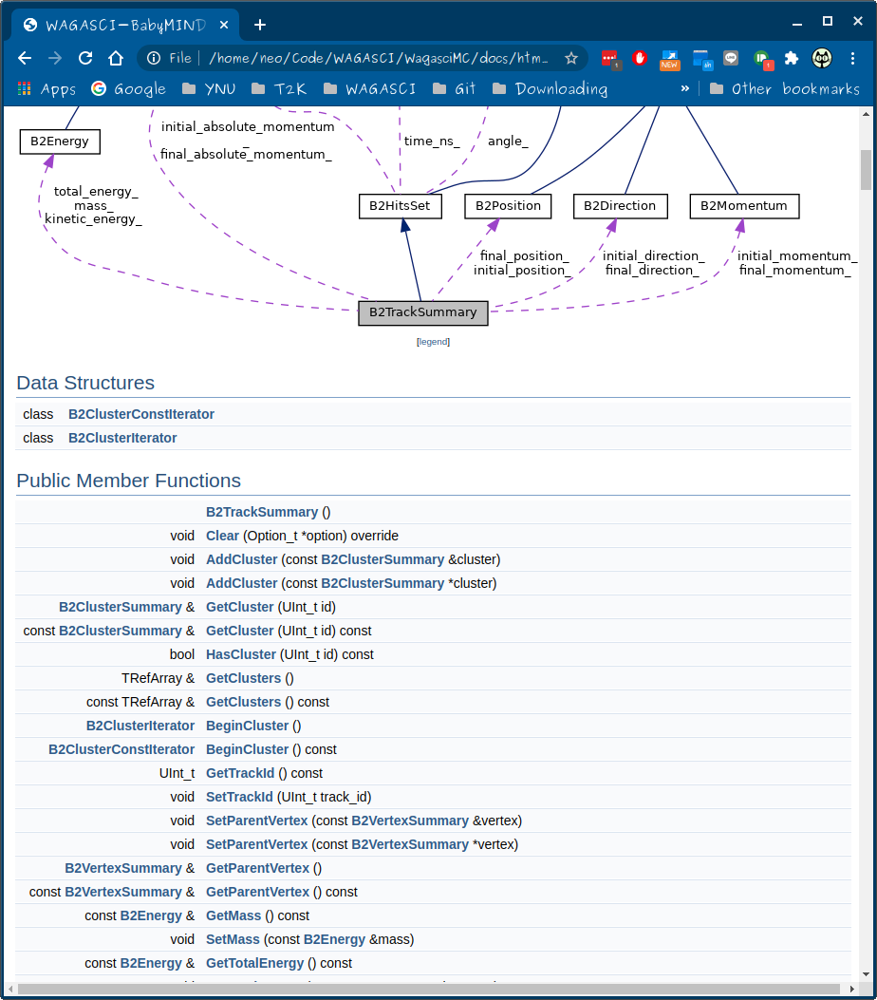 WAGASCI-BabyMIND
File | /home/neo/Code/WAGASCI/WagasciMC/docs/htm…
1 NEW 1
Apps Google YNU T2K WAGASCI Git Downloading » Other bookmarks
B2Energy
initial_absolute_momentum
_
final_absolute_momentum_
time_ns_
angle_
total_energy_
mass_
kinetic_energy_
B2HitsSet B2Position B2Direction B2Momentum
final_position_
initial_position_
initial_direction_
final_direction_
initial_momentum_
final_momentum_
B2TrackSummary
[legend]
Data Structures
class B2ClusterConstIterator
class B2ClusterIterator
Public Member Functions
B2TrackSummary ()
void Clear (Option_t *option) override
void AddCluster (const B2ClusterSummary &cluster)
void AddCluster (const B2ClusterSummary *cluster)
B2ClusterSummary & GetCluster (UInt_t id)
const B2ClusterSummary & GetCluster (UInt_t id) const
bool HasCluster (UInt_t id) const
TRefArray & GetClusters ()
const TRefArray & GetClusters () const
B2ClusterIterator BeginCluster ()
B2ClusterConstIterator BeginCluster () const
UInt_t GetTrackId () const
void SetTrackId (UInt_t track_id)
void SetParentVertex (const B2VertexSummary &vertex)
void SetParentVertex (const B2VertexSummary *vertex)
B2VertexSummary & GetParentVertex ()
const B2VertexSummary & GetParentVertex () const
const B2Energy & GetMass () const
void SetMass (const B2Energy &mass)
const B2Energy & GetTotalEnergy () const